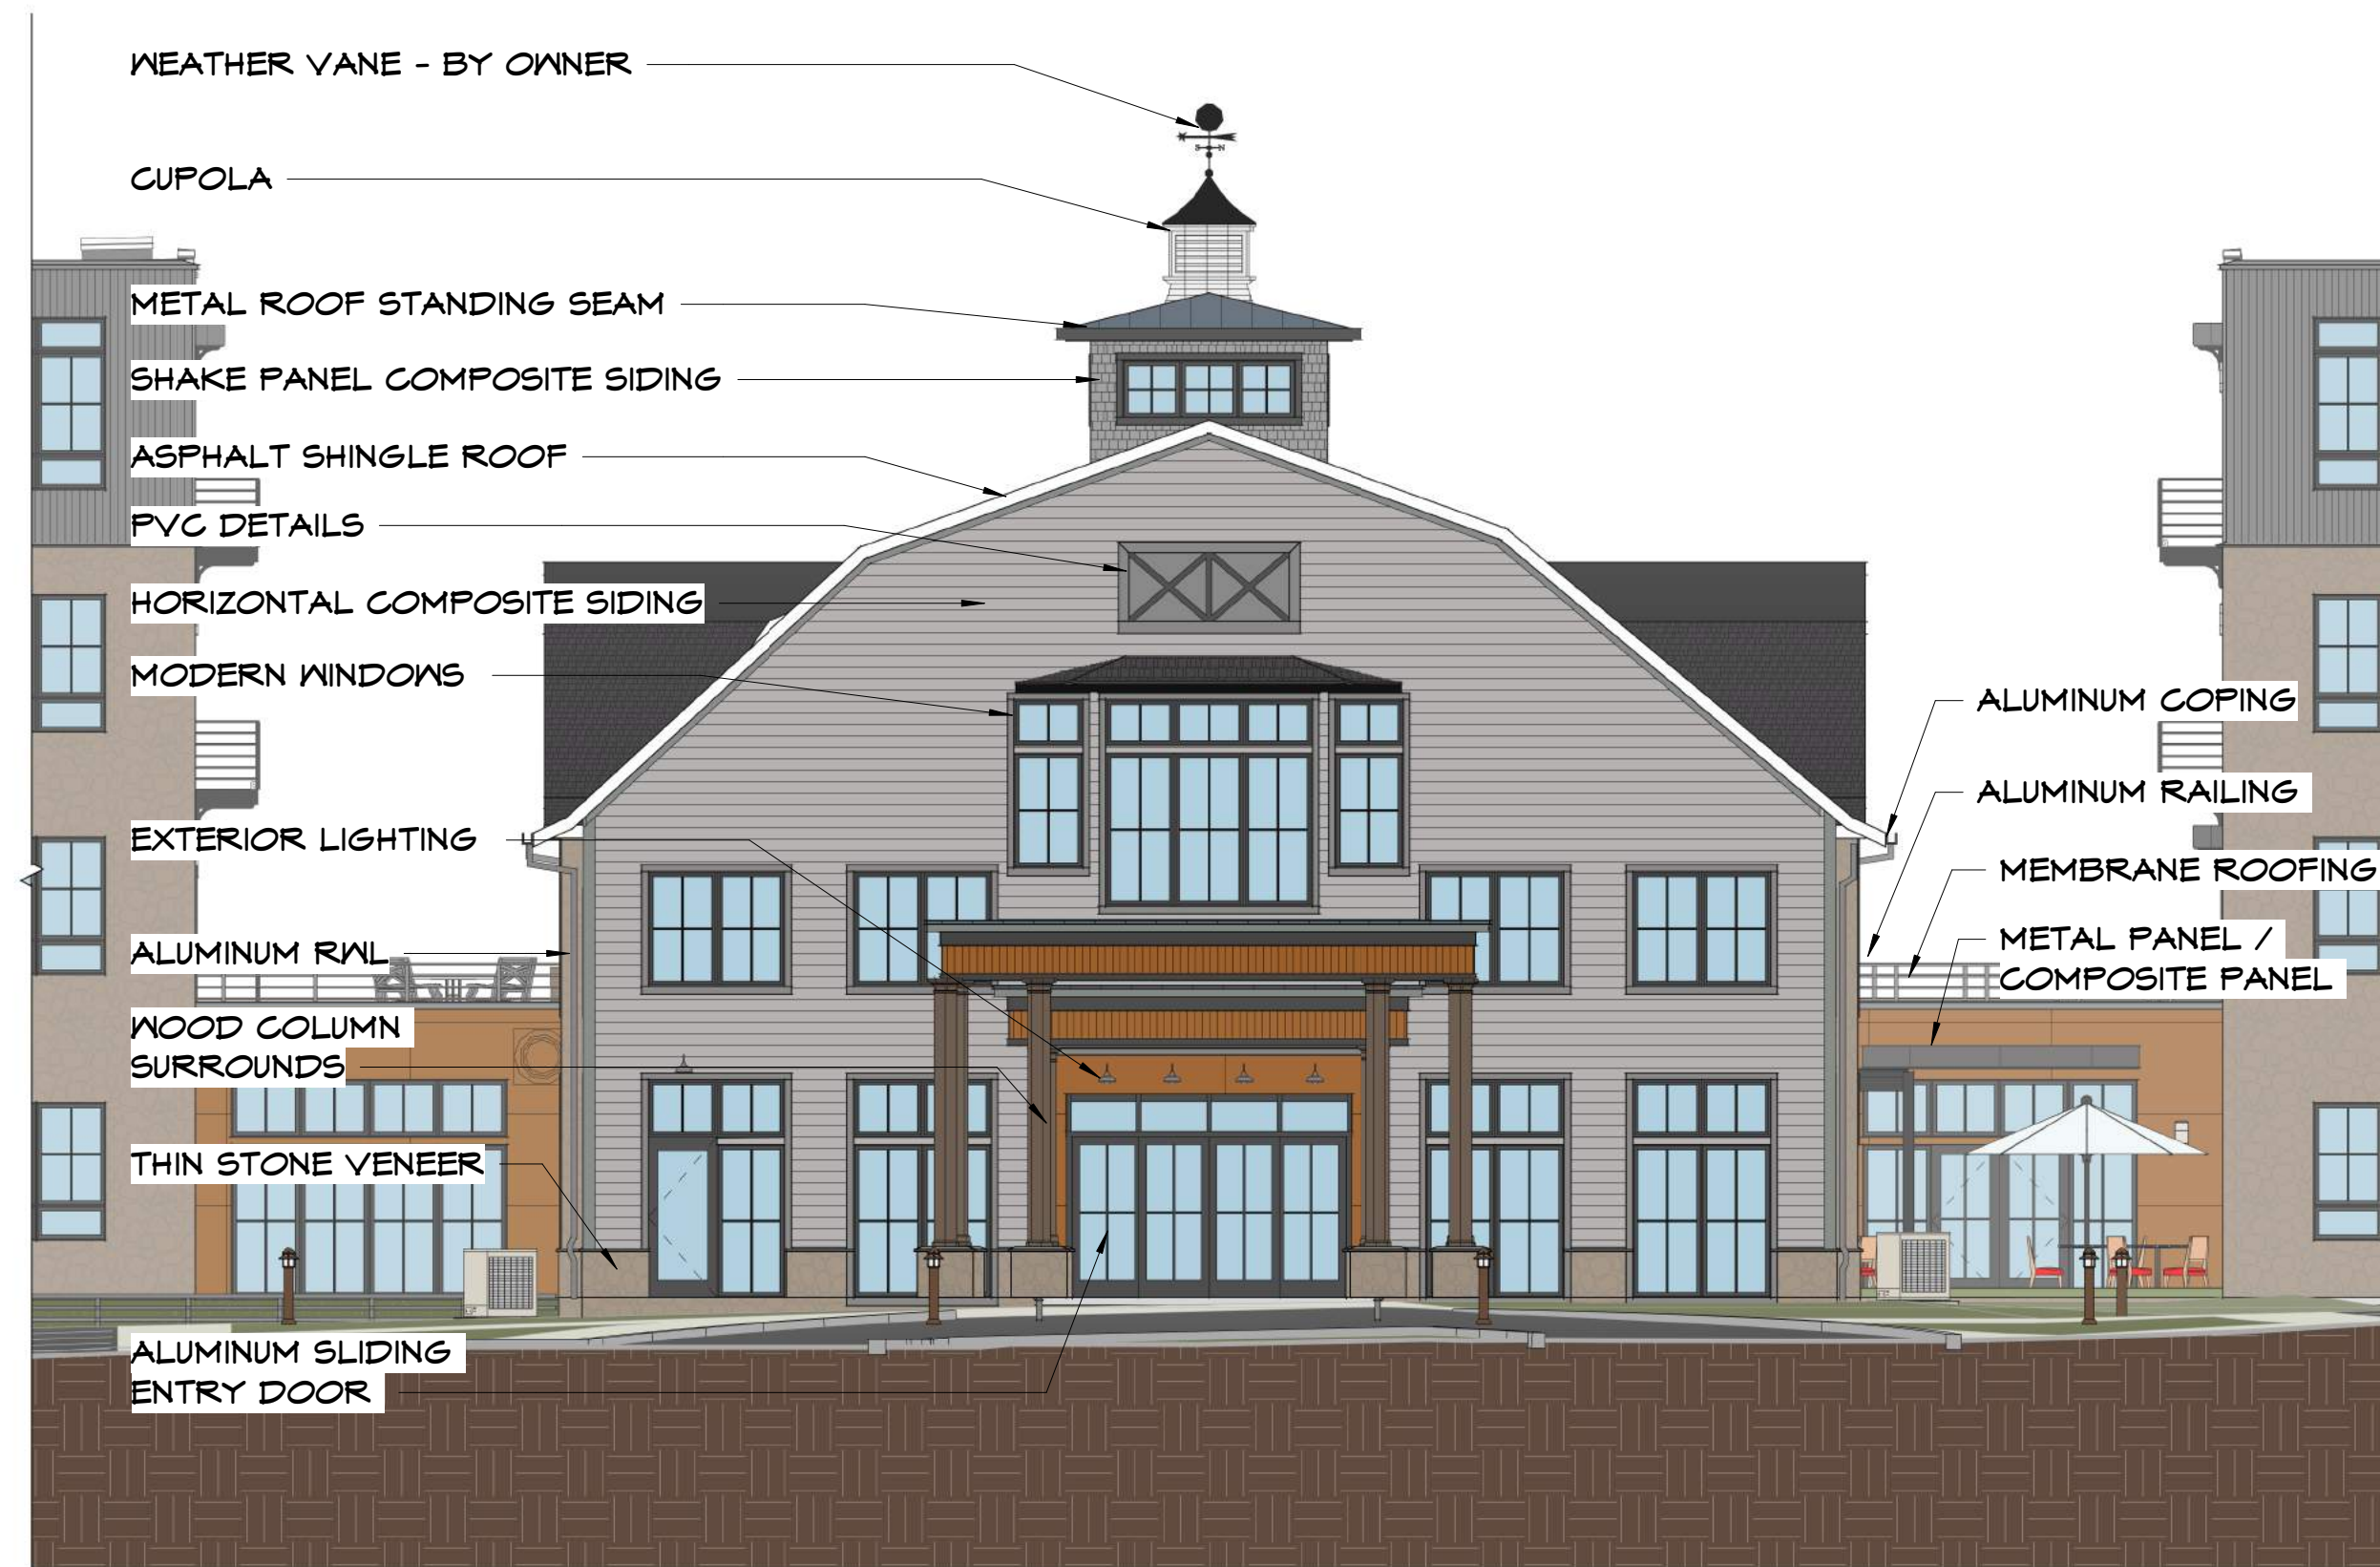 WEATHER VANE - BY OWNER
S N
CUPOLA
METAL ROOF STANDING SEAM
SHAKE PANEL COMPOSITE SIDING
ASPHALT SHINGLE ROOF
PVC DETAILS
HORIZONTAL COMPOSITE SIDING
MODERN WINDOWS
EXTERIOR LIGHTING
ALUMINUM RWL
WOOD COLUMN
SURROUNDS
THIN STONE VENEER
ALUMINUM SLIDING
ENTRY DOOR
ALUMINUM COPING
ALUMINUM RAILING
MEMBRANE ROOFING
METAL PANEL /
COMPOSITE PANEL